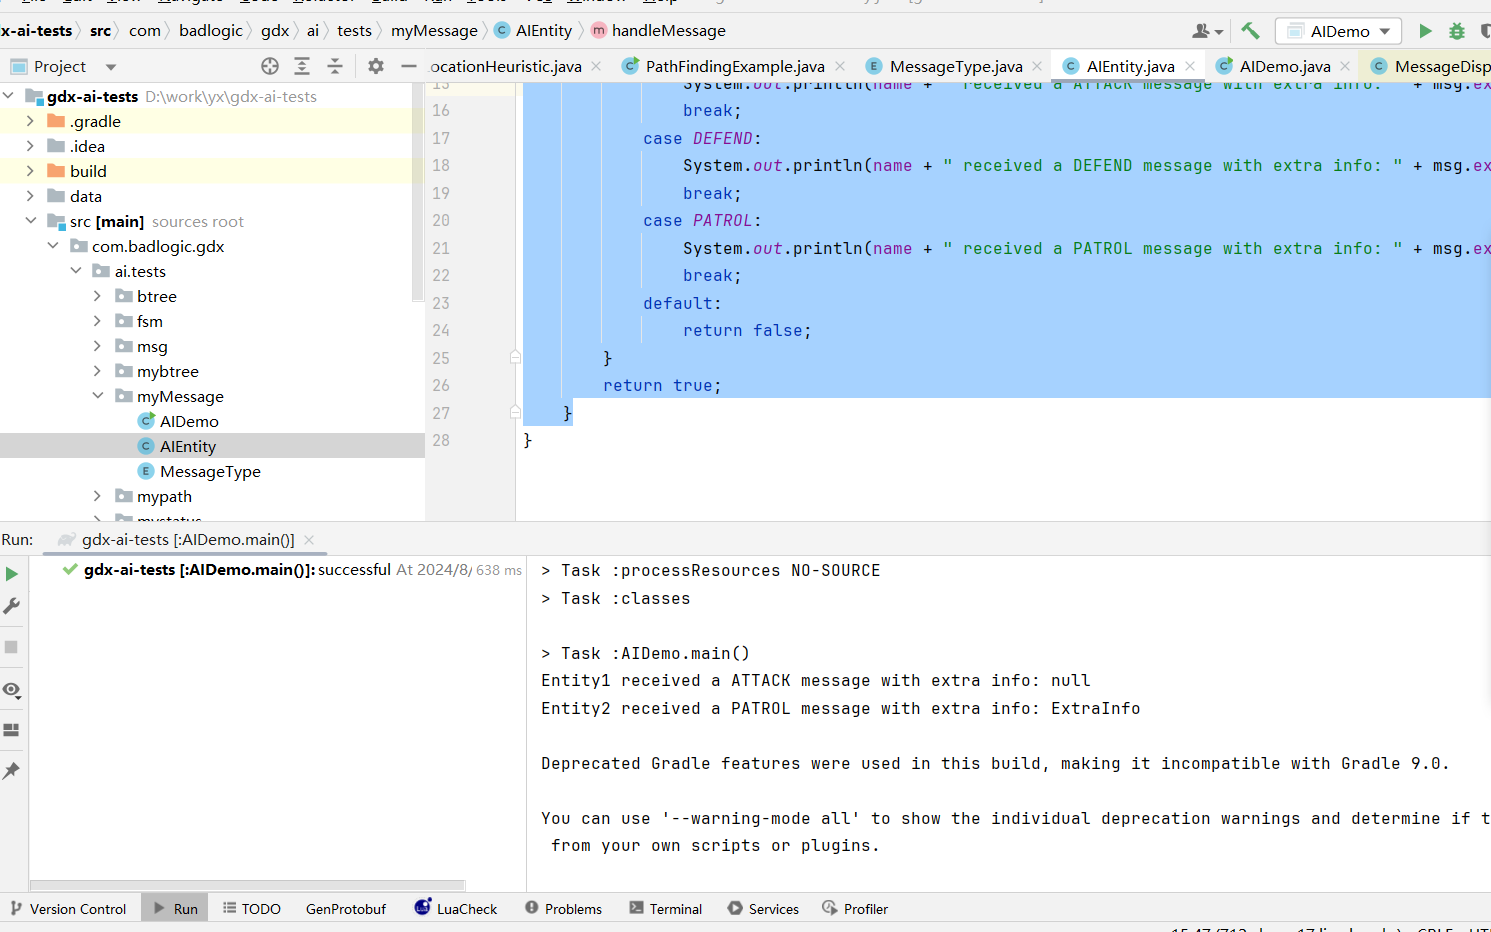 x-ai-tests src com badlogic gdx ai tests myMessage AIEntity handleMessage AIDemo
Project
ocationHeuristic.java PathFindingExample.java MessageType.java AIEntity.java AIDemo.java MessageDisp
gdx-ai-tests D:\work\yx\gdx-ai-tests
.gradle
.idea
build
data
src [main] sources root
com.badlogic.gdx
ai.tests
btree
fsm
msg
mybtree
myMessage
AIDemo
AIEntity
MessageType
mypath
mystatus
15 System.out.println(name + " received a ATTACK message with extra info: " + msg.ex
16 break;
17 case DEFEND:
18 System.out.println(name + " received a DEFEND message with extra info: " + msg.ex
19 break;
20 case PATROL:
21 System.out.println(name + " received a PATROL message with extra info: " + msg.ex
22 break;
23 default:
24 return false;
25 }
26 return true;
27 }
28 }
Run: gdx-ai-tests [:AIDemo.main()]
gdx-ai-tests [:AIDemo.main()]: successful At 2024/8/ 638 ms
> Task :processResources NO-SOURCE
> Task :classes
> Task :AIDemo.main()
Entity1 received a ATTACK message with extra info: null
Entity2 received a PATROL message with extra info: ExtraInfo
Deprecated Gradle features were used in this build, making it incompatible with Gradle 9.0.
You can use '--warning-mode all' to show the individual deprecation warnings and determine if t
from your own scripts or plugins.
Version Control Run TODO GenProtobuf LuaCheck Problems Terminal Services Profiler